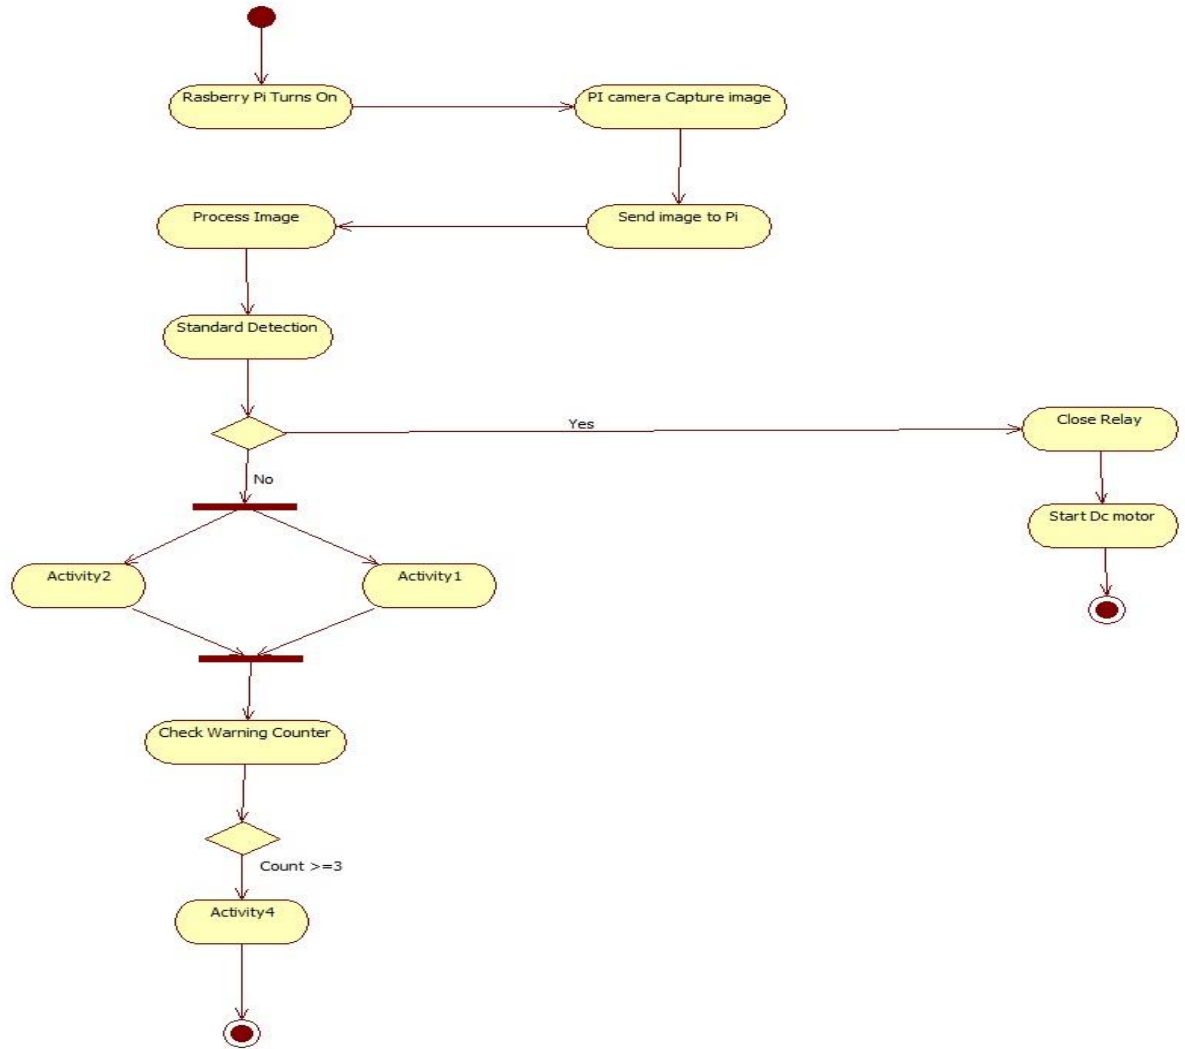 Rasberry Pi Turns On
PI camera Capture image
Process Image
Send image to Pi
Standard Detection
Yes
Close Relay
No
Start Dc motor
Activity2
Activity1
Check Warning Counter
Count >=3
Activity4